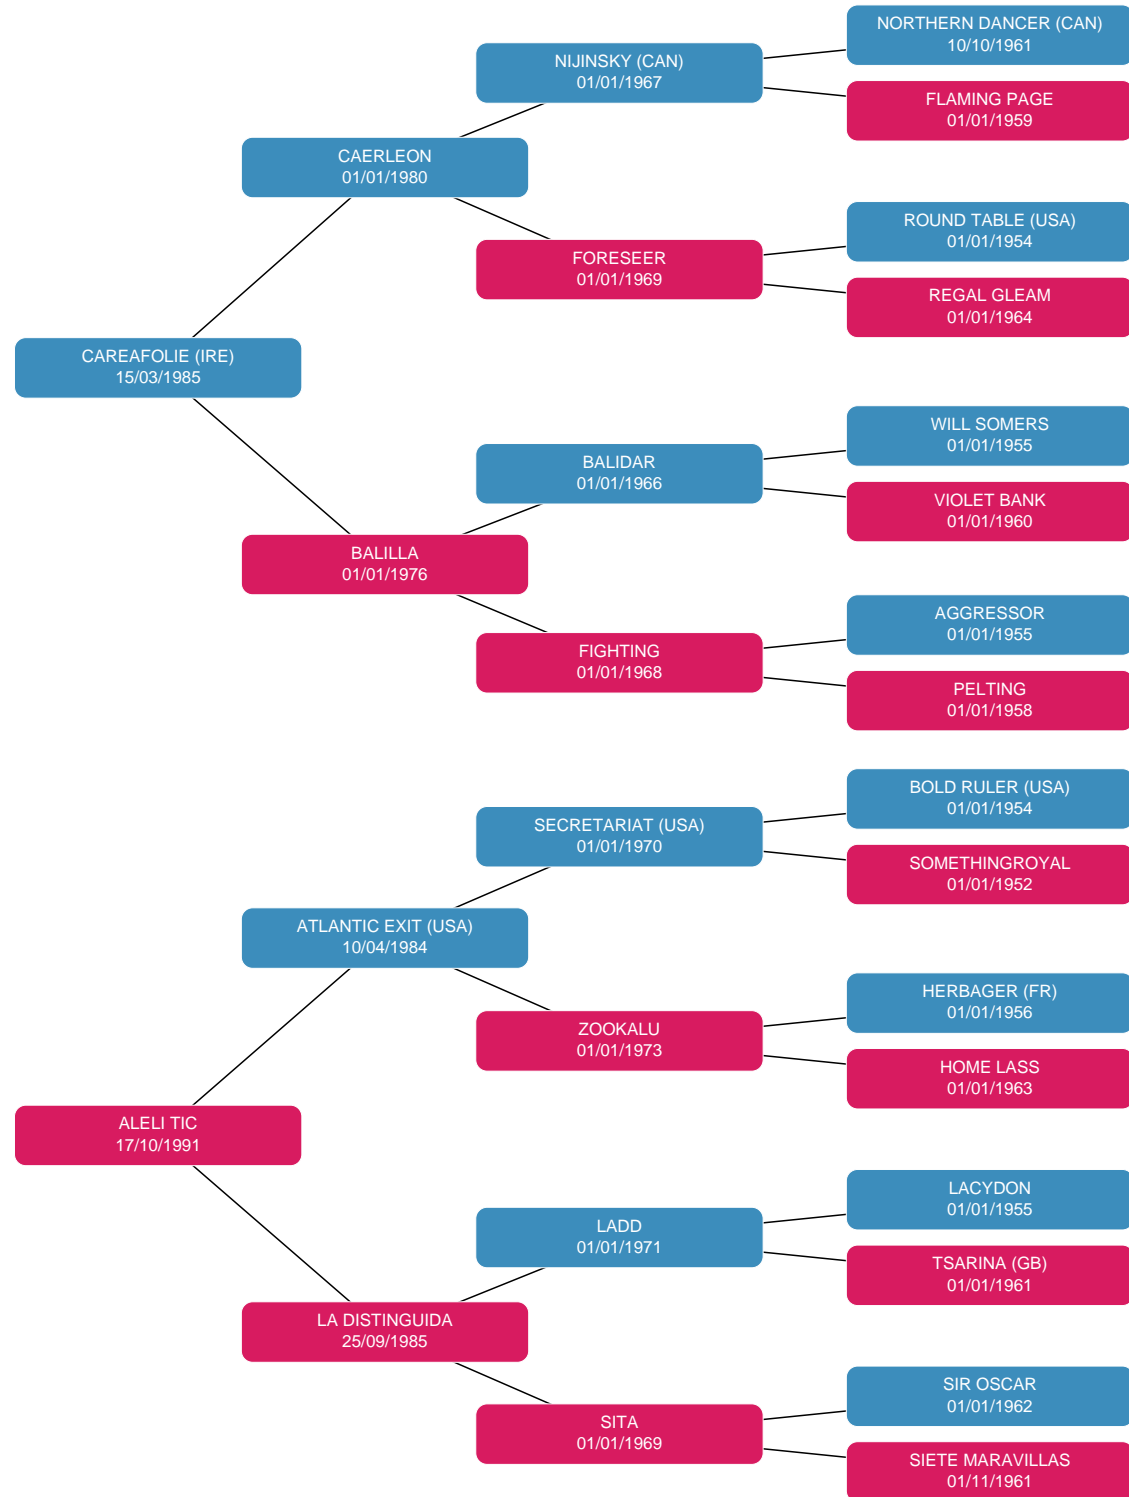 NORTHERN DANCER (CAN)
10/10/1961
NIJINSKY (CAN)
01/01/1967
FLAMING PAGE
01/01/1959
CAERLEON
01/01/1980
ROUND TABLE (USA)
01/01/1954
FORESEER
01/01/1969
REGAL GLEAM
01/01/1964
CAREAFOLIE (IRE)
15/03/1985
WILL SOMERS
01/01/1955
BALIDAR
01/01/1966
VIOLET BANK
01/01/1960
BALILLA
01/01/1976
AGGRESSOR
01/01/1955
FIGHTING
01/01/1968
PELTING
01/01/1958
BOLD RULER (USA)
01/01/1954
SECRETARIAT (USA)
01/01/1970
SOMETHINGROYAL
01/01/1952
ATLANTIC EXIT (USA)
10/04/1984
HERBAGER (FR)
01/01/1956
ZOOKALU
01/01/1973
HOME LASS
01/01/1963
ALELI TIC
17/10/1991
LACYDON
01/01/1955
LADD
01/01/1971
TSARINA (GB)
01/01/1961
LA DISTINGUIDA
25/09/1985
SIR OSCAR
01/01/1962
SITA
01/01/1969
SIETE MARAVILLAS
01/11/1961